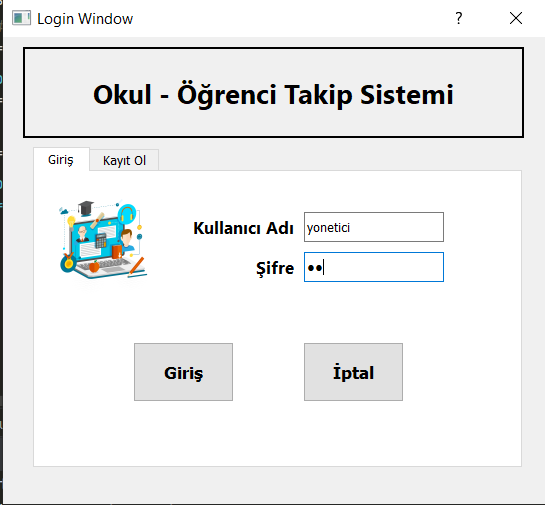 Login Window
?
Okul - Öğrenci Takip Sistemi
Giriş
Kayıt Ol
Kullanıcı Adı
yonetici
Şifre
●●
Giriş
İptal